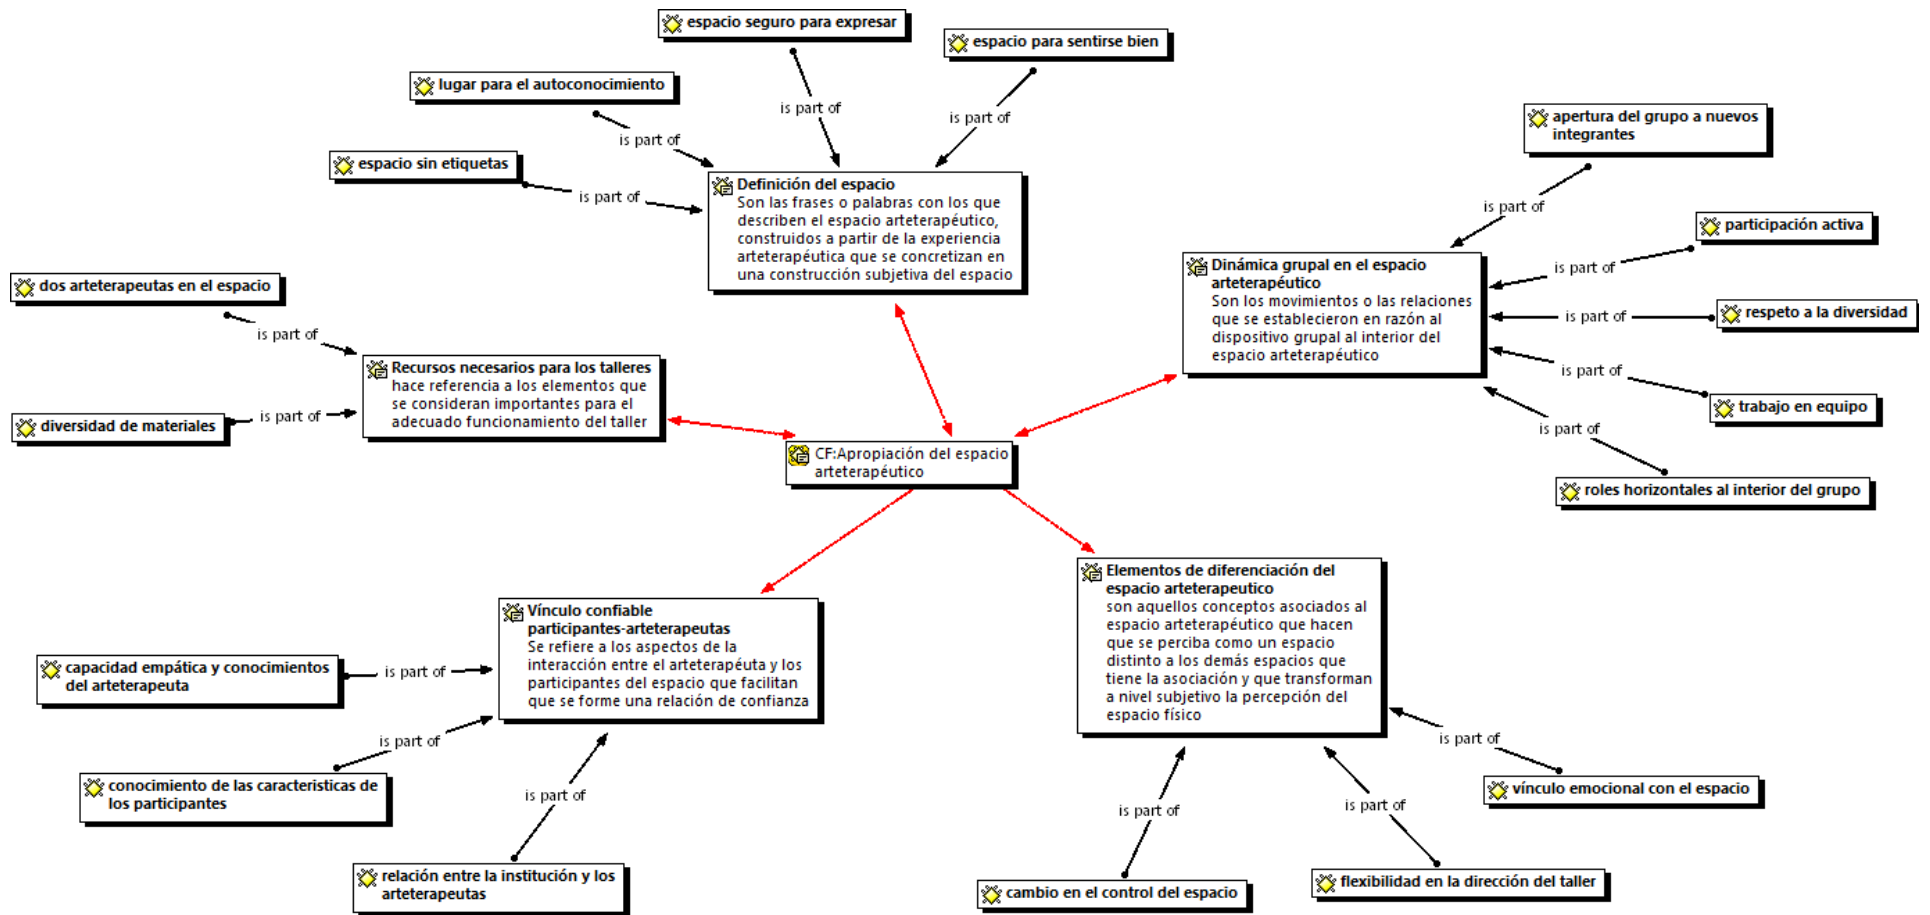 espacio seguro para expresar
espacio para sentirse bien
lugar para el autoconocimiento
espacio sin etiquetas
is part of
is part of
is part of
is part of
Definición del espacio
Son las frases o palabras con los que
describen el espacio arteterapéutico,
construidos a partir de la experiencia
arteterapéutica que se concretizan en
una construcción subjetiva del espacio
apertura del grupo a nuevos
integrantes
is part of
participación activa
is part of
respeto a la diversidad
is part of
trabajo en equipo
is part of
roles horizontales al interior del grupo
is part of
Dinámica grupal en el espacio
arteterapéutico
Son los movimientos o las relaciones
que se establecieron en razón al
dispositivo grupal al interior del
espacio arteterapéutico
dos arteterapeutas en el espacio
is part of
diversidad de materiales
is part of
Recursos necesarios para los talleres
hace referencia a los elementos que
se consideran importantes para el
adecuado funcionamiento del taller
CF:Apropiación del espacio
arteterapéutico
Vínculo confiable
participantes-arteterapeutas
Se refiere a los aspectos de la
interacción entre el arteterapéuta y los
participantes del espacio que facilitan
que se forme una relación de confianza
capacidad empática y conocimientos
del arteterapeuta
is part of
conocimiento de las caracteristicas de
los participantes
is part of
relación entre la institución y los
arteterapeutas
is part of
Elementos de diferenciación del
espacio arteterapeutico
son aquellos conceptos asociados al
espacio arteterapéutico que hacen
que se perciba como un espacio
distinto a los demás espacios que
tiene la asociación y que transforman
a nivel subjetivo la percepción del
espacio físico
is part of
vínculo emocional con el espacio
is part of
flexibilidad en la dirección del taller
is part of
cambio en el control del espacio